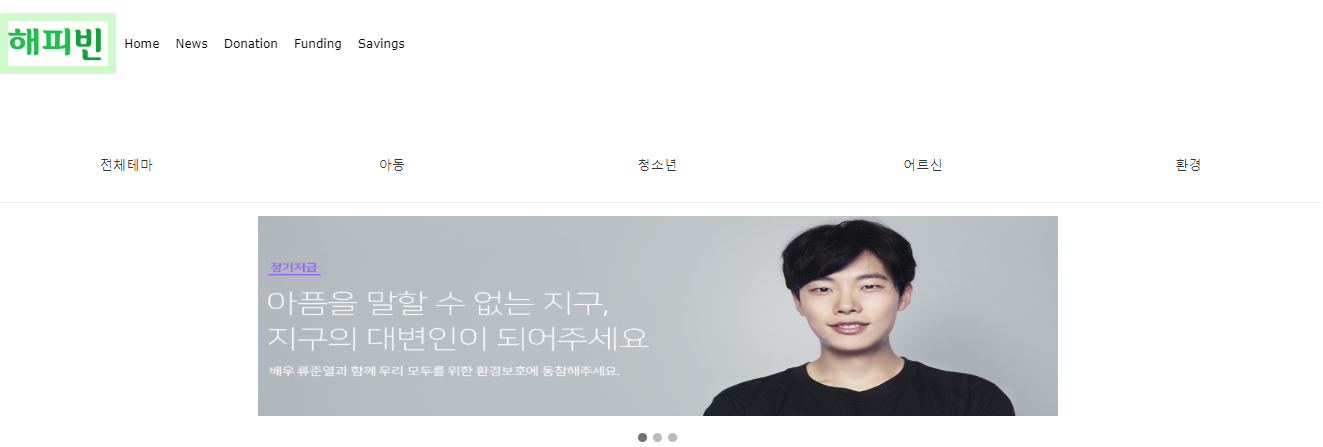 해피빈
Home News Donation Funding Savings
전체테마 아동 청소년 어르신 환경
정기저금
아픔을 말할 수 없는 지구,
지구의 대변인이 되어주세요
배우 류준열과 함께 우리 모두를 위한 환경보호에 동참해주세요.